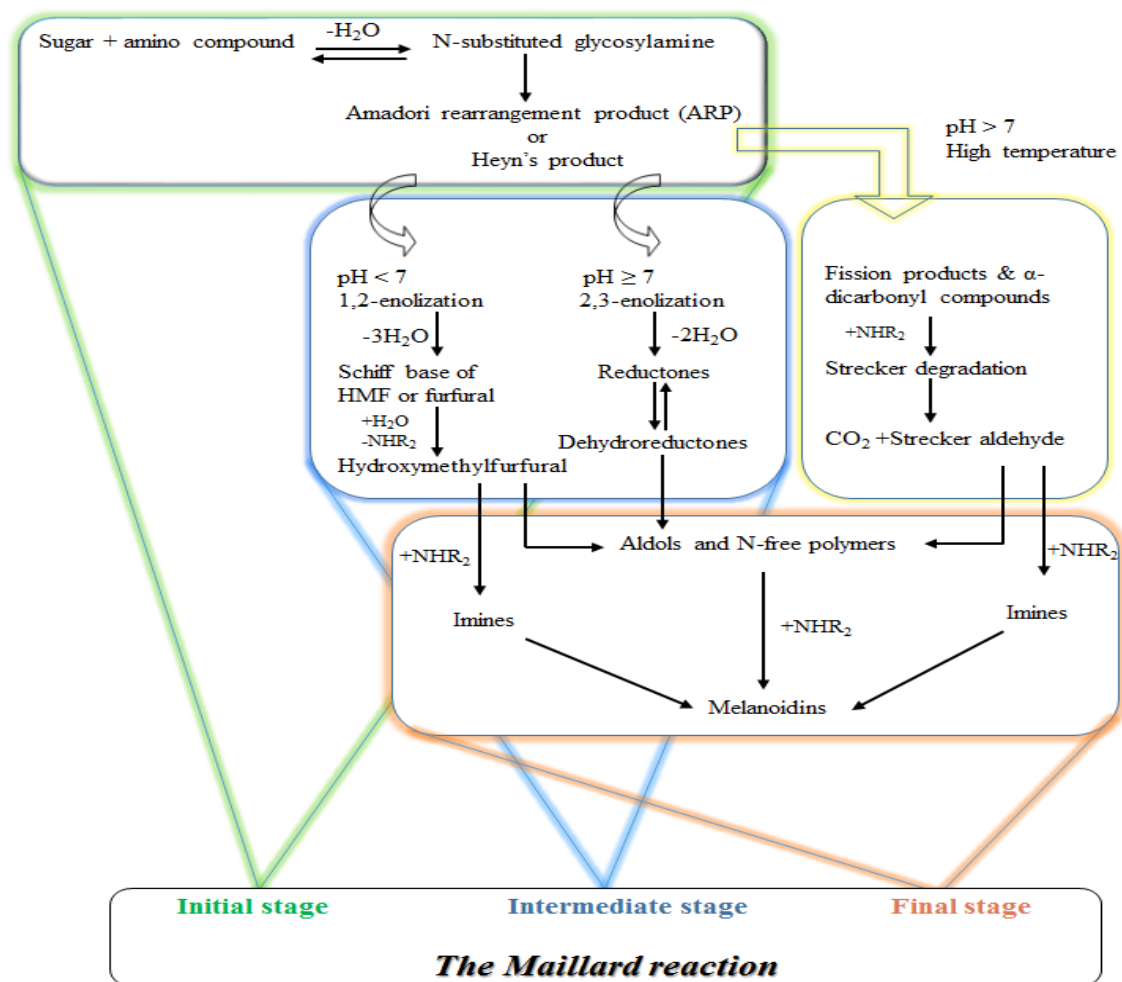 Sugar + amino compound
-H₂O
N-substituted glycosylamine
Amadori rearrangement product (ARP)
or
Heyn's product
pH > 7
High temperature
pH < 7
1,2-enolization
-3H₂O
Schiff base of
HMF or furfural
+H₂O
-NHR₂
Hydroxymethylfurfural
pH ≥ 7
2,3-enolization
-2H₂O
Reductones
Dehydroreductones
Fission products & α-
dicarbonyl compounds
+NHR₂
Strecker degradation
CO₂ +Strecker aldehyde
Aldols and N-free polymers
+NHR₂
+NHR₂
Imines
+NHR₂
Imines
Melanoidins
Initial stage
Intermediate stage
Final stage
The Maillard reaction